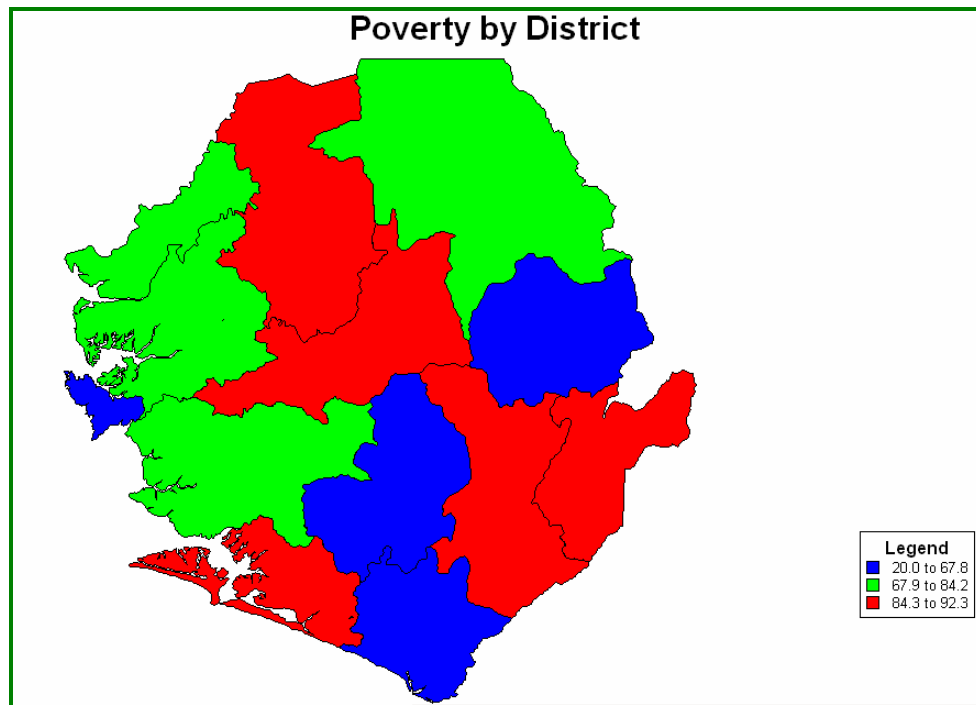 Poverty by District
Legend
20.0 to 67.8
67.9 to 84.2
84.3 to 92.3